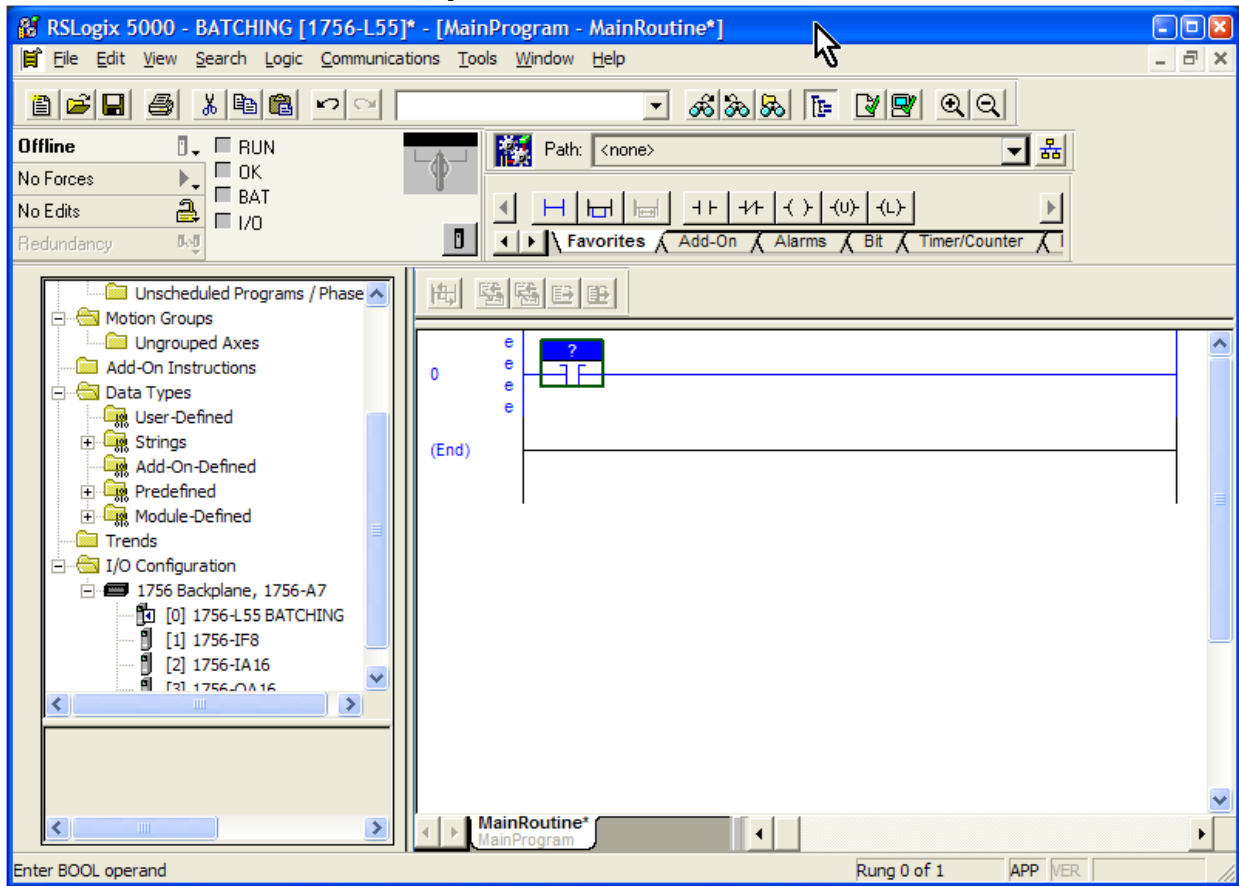 RSLogix 5000 - BATCHING [1756-L55]* - [MainProgram - MainRoutine*]
File Edit View Search Logic Communications Tools Window Help
Offline
RUN
No Forces
OK
No Edits
BAT
Redundancy
I/O
Path: <none>
Favorites Add-On Alarms Bit Timer/Counter
Unscheduled Programs / Phase
Motion Groups
Ungrouped Axes
Add-On Instructions
Data Types
User-Defined
Strings
Add-On-Defined
Predefined
Module-Defined
Trends
I/O Configuration
1756 Backplane, 1756-A7
[0] 1756-L55 BATCHING
[1] 1756-IF8
[2] 1756-IA16
[3] 1756-OA16
e
?
0
e
e
e
(End)
MainRoutine*
MainProgram
Enter BOOL operand
Rung 0 of 1
APP VER